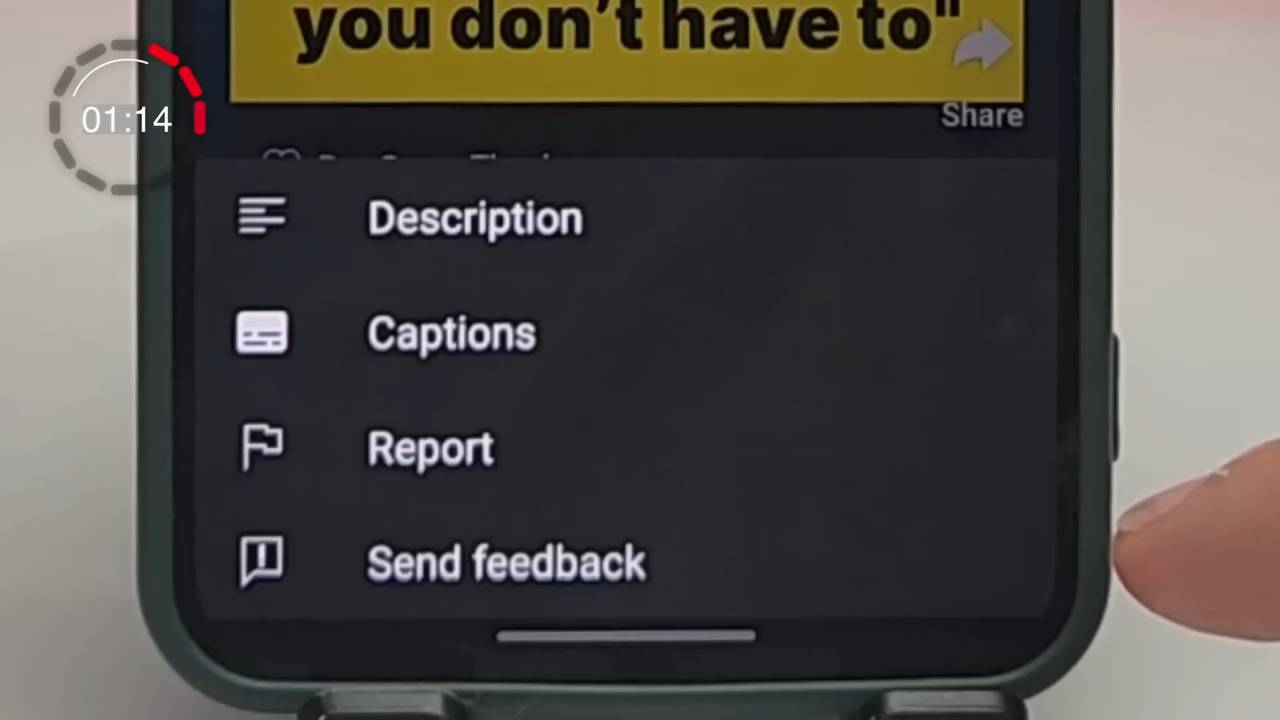 you don’t have to"
01:14
Share
Description
Captions
Report
Send feedback